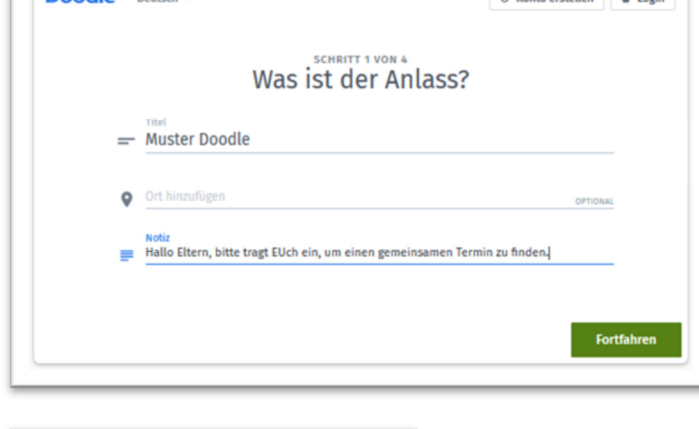 Doodle Deutsch
Konto erstellen Login
SCHRITT 1 VON 4
Was ist der Anlass?
Titel
Muster Doodle
Ort hinzufügen
OPTIONAL
Notiz
Hallo Eltern, bitte tragt EUch ein, um einen gemeinsamen Termin zu finden.
Fortfahren